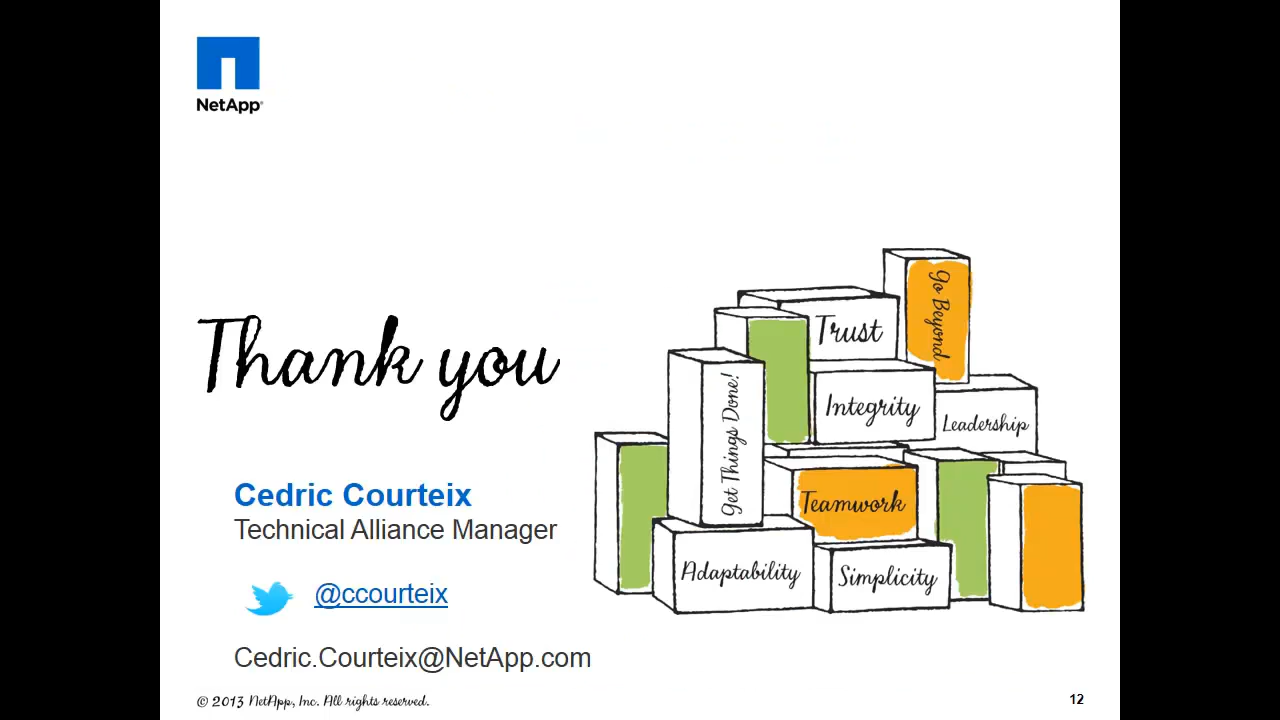 NetApp®
Thank you
Cedric Courteix
Technical Alliance Manager
@ccourteix
Cedric.Courteix@NetApp.com
Go Beyond
Trust
Integrity
Leadership
Get Things Done!
Teamwork
Adaptability
Simplicity
© 2013 NetApp, Inc. All rights reserved.
12